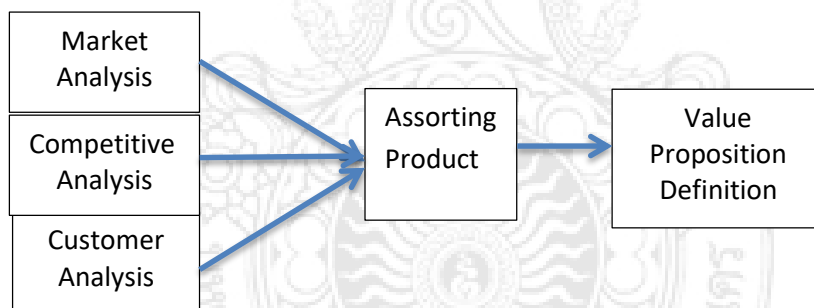 Market
Analysis
Competitive
Analysis
Customer
Analysis
Assorting
Product
Value
Proposition
Definition